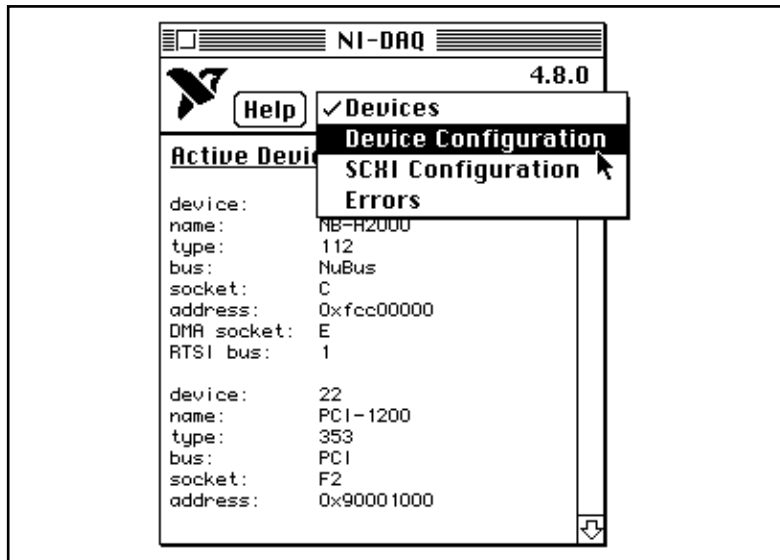 NI-DAQ
4.8.0
Help
✓Devices
Device Configuration
SCXI Configuration
Errors
Active Devi
device:
name: NB-A2000
type: 112
bus: NuBus
socket: C
address: 0xfcc00000
DMA socket: E
RTSI bus: 1
device: 22
name: PCI-1200
type: 353
bus: PCI
socket: F2
address: 0x90001000